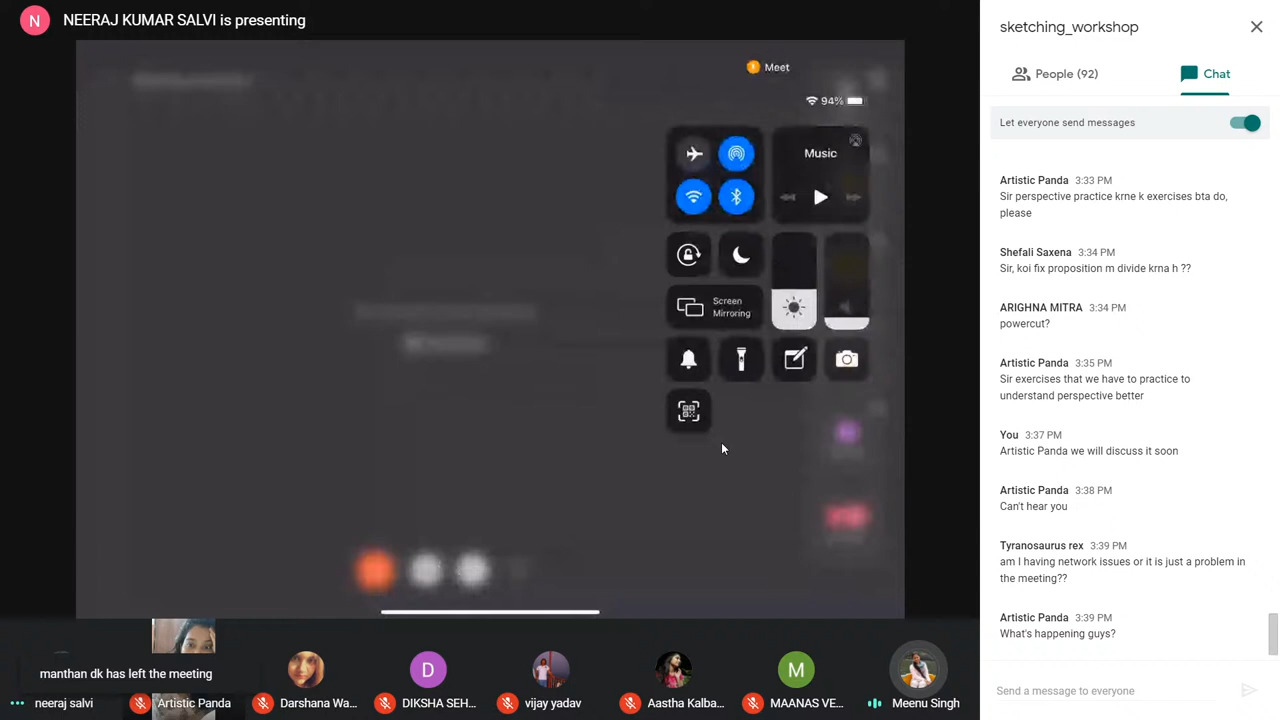 N
NEERAJ KUMAR SALVI is presenting
Meet
94%
Music
Screen
Mirroring
manthan dk has left the meeting
neeraj salvi
Artistic Panda
Darshana Wa...
D
DIKSHA SEH...
vijay yadav
Aastha Kalba...
M
MAANAS VE...
Meenu Singh
sketching_workshop
People (92)
Chat
Let everyone send messages
Artistic Panda 3:33 PM
Sir perspective practice krne k exercises bta do,
please
Shefali Saxena 3:34 PM
Sir, koi fix proposition m divide krna h ??
ARIGHNA MITRA 3:34 PM
powercut?
Artistic Panda 3:35 PM
Sir exercises that we have to practice to
understand perspective better
You 3:37 PM
Artistic Panda we will discuss it soon
Artistic Panda 3:38 PM
Can't hear you
Tyranosaurus rex 3:39 PM
am I having network issues or it is just a problem in
the meeting??
Artistic Panda 3:39 PM
What's happening guys?
Send a message to everyone